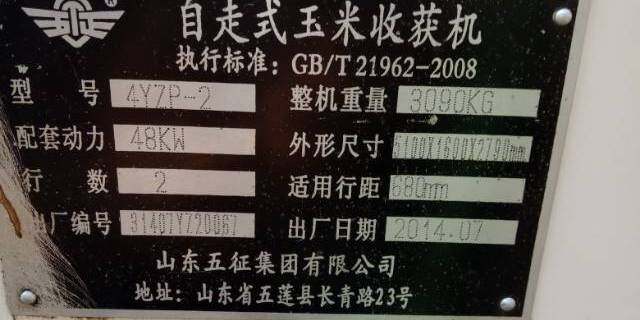 自走式玉米收获机
执行标准：GB/T 21962-2008
型 号 4YZP-2 整机重量 3090KG
配套动力 48KW 外形尺寸 5100X1600X2790mm
行 数 2 适用行距 680mm
出厂编号 31407YZ20067 出厂日期 2014.07
山东五征集团有限公司
地址：山东省五莲县长青路23号